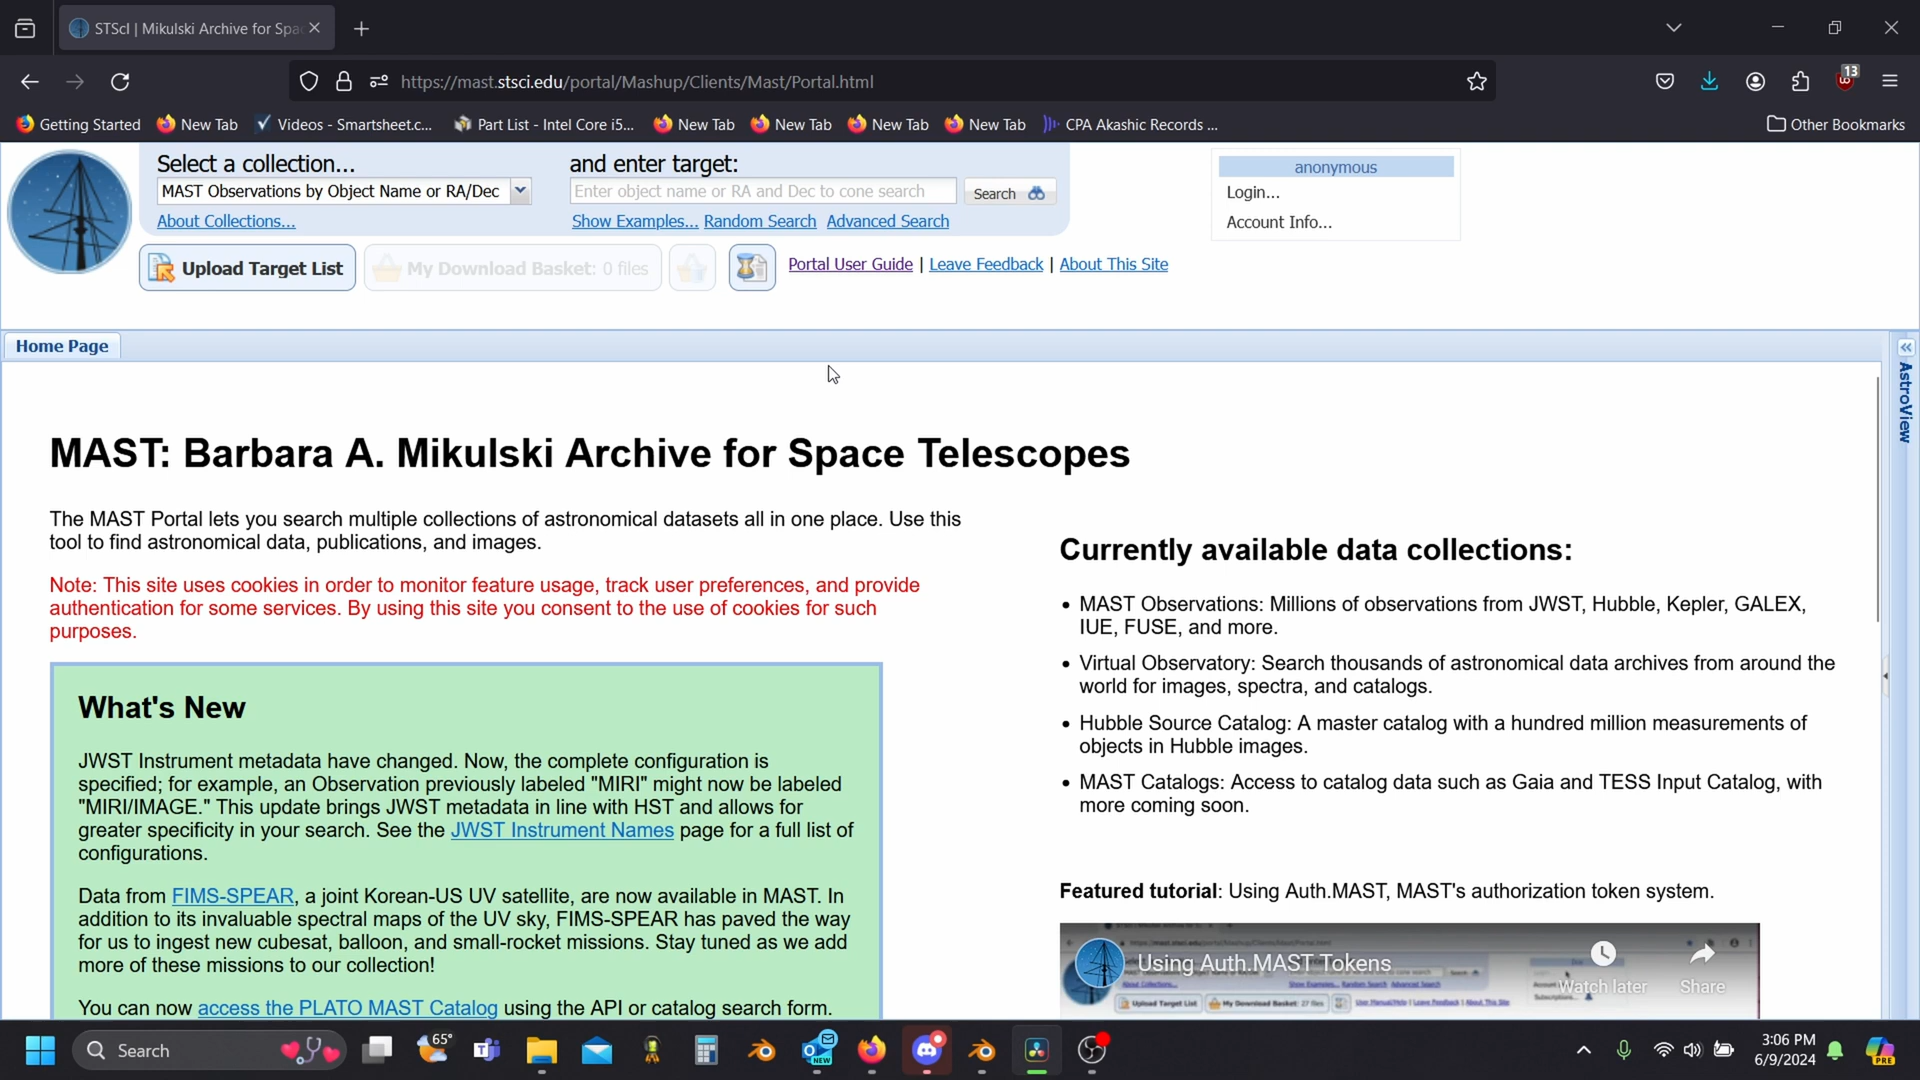 STScI | Mikulski Archive for Spa
https://mast.stsci.edu/portal/Mashup/Clients/Mast/Portal.html
13
Getting Started
New Tab
Videos - Smartsheet.c...
Part List - Intel Core i5...
New Tab
New Tab
New Tab
New Tab
CPA Akashic Records ...
Other Bookmarks
Select a collection...
and enter target:
MAST Observations by Object Name or RA/Dec
Enter object name or RA and Dec to cone search
Search
About Collections...
Show Examples... Random Search Advanced Search
anonymous
Login...
Account Info...
Upload Target List
My Download Basket: 0 files
Portal User Guide | Leave Feedback | About This Site
Home Page
AstroView
MAST: Barbara A. Mikulski Archive for Space Telescopes
The MAST Portal lets you search multiple collections of astronomical datasets all in one place. Use this
tool to find astronomical data, publications, and images.
Note: This site uses cookies in order to monitor feature usage, track user preferences, and provide
authentication for some services. By using this site you consent to the use of cookies for such
purposes.
What's New
JWST Instrument metadata have changed. Now, the complete configuration is
specified; for example, an Observation previously labeled "MIRI" might now be labeled
"MIRI/IMAGE." This update brings JWST metadata in line with HST and allows for
greater specificity in your search. See the JWST Instrument Names page for a full list of
configurations.
Data from FIMS-SPEAR, a joint Korean-US UV satellite, are now available in MAST. In
addition to its invaluable spectral maps of the UV sky, FIMS-SPEAR has paved the way
for us to ingest new cubesat, balloon, and small-rocket missions. Stay tuned as we add
more of these missions to our collection!
You can now access the PLATO MAST Catalog using the API or catalog search form.
Currently available data collections:
• MAST Observations: Millions of observations from JWST, Hubble, Kepler, GALEX,
IUE, FUSE, and more.
• Virtual Observatory: Search thousands of astronomical data archives from around the
world for images, spectra, and catalogs.
• Hubble Source Catalog: A master catalog with a hundred million measurements of
objects in Hubble images.
• MAST Catalogs: Access to catalog data such as Gaia and TESS Input Catalog, with
more coming soon.
Featured tutorial: Using Auth.MAST, MAST's authorization token system.
Using Auth.MAST Tokens
Watch later
Share
Upload Target List
My Download Basket: 27 files
Search
65°
NEW
3:06 PM
6/9/2024
PRE